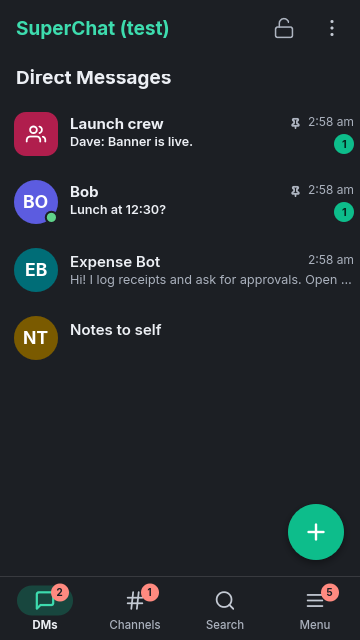 SuperChat (test)
Direct Messages
Launch crew
2:58 am
Dave: Banner is live.
1
BO
Bob
2:58 am
Lunch at 12:30?
1
EB
Expense Bot
2:58 am
Hi! I log receipts and ask for approvals. Open ...
NT
Notes to self
2
1
5
DMs
Channels
Search
Menu